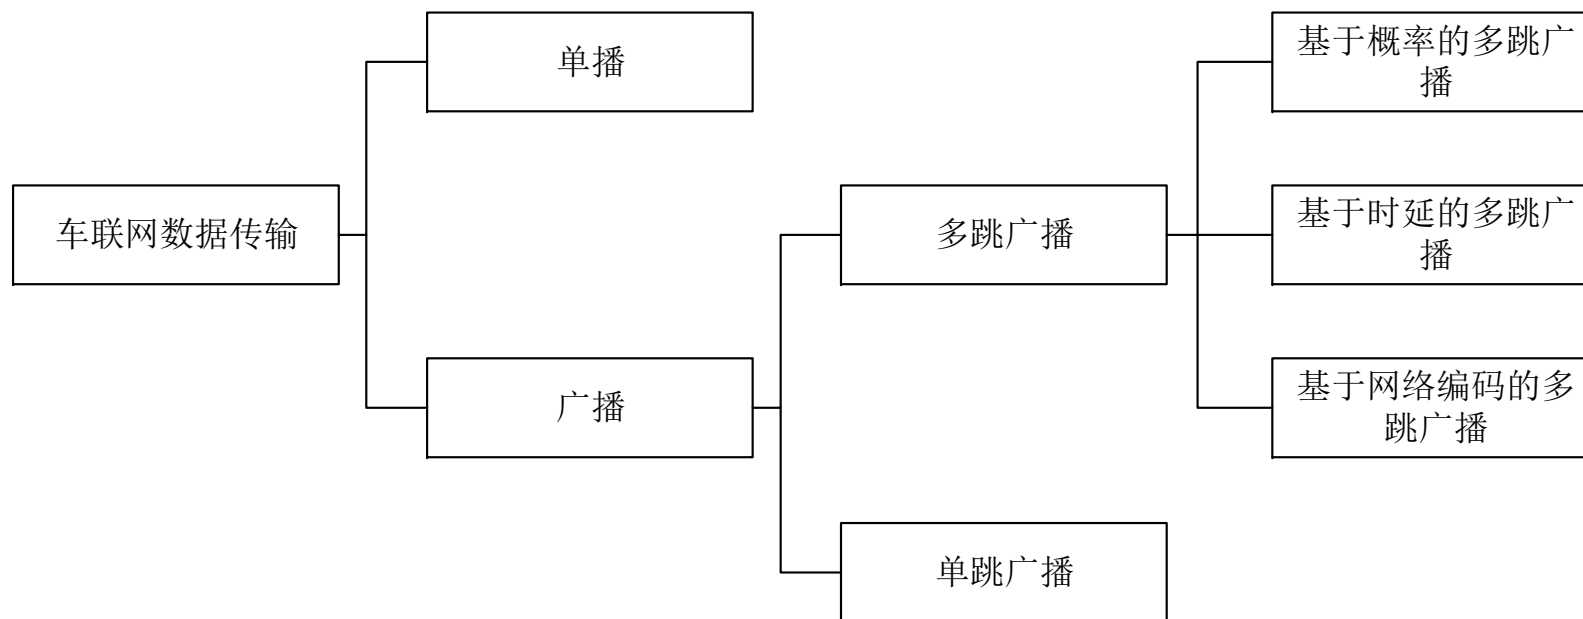 单播
基于概率的多跳广
播
车联网数据传输
多跳广播
基于时延的多跳广
播
广播
基于网络编码的多
跳广播
单跳广播